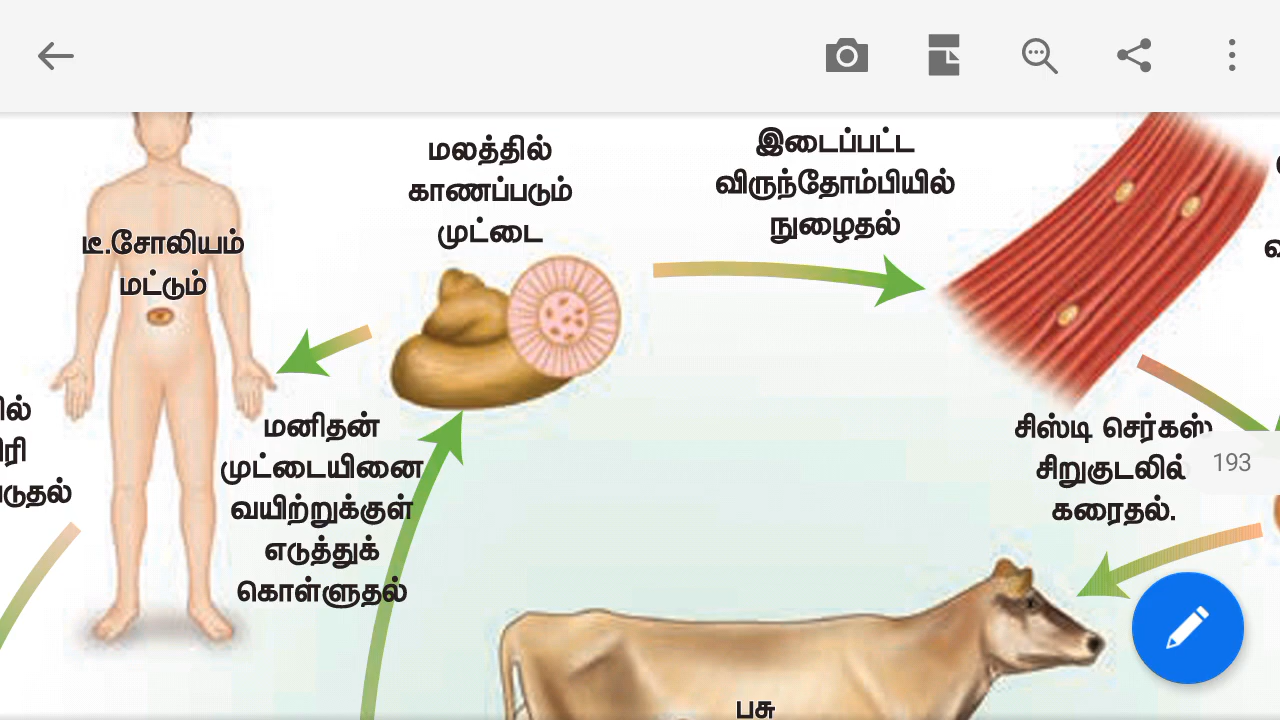 மலத்தில்
காணப்படும்
முட்டை
இடைப்பட்ட
விருந்தோம்பியில்
நுழைதல்
டீ.சோலியம்
மட்டும்
மனிதன்
முட்டையினை
வயிற்றுக்குள்
எடுத்துக்
கொள்ளுதல்
சிஸ்டி செர்கஸ்
சிறுகுடலில்
கரைதல்.
193
பசு